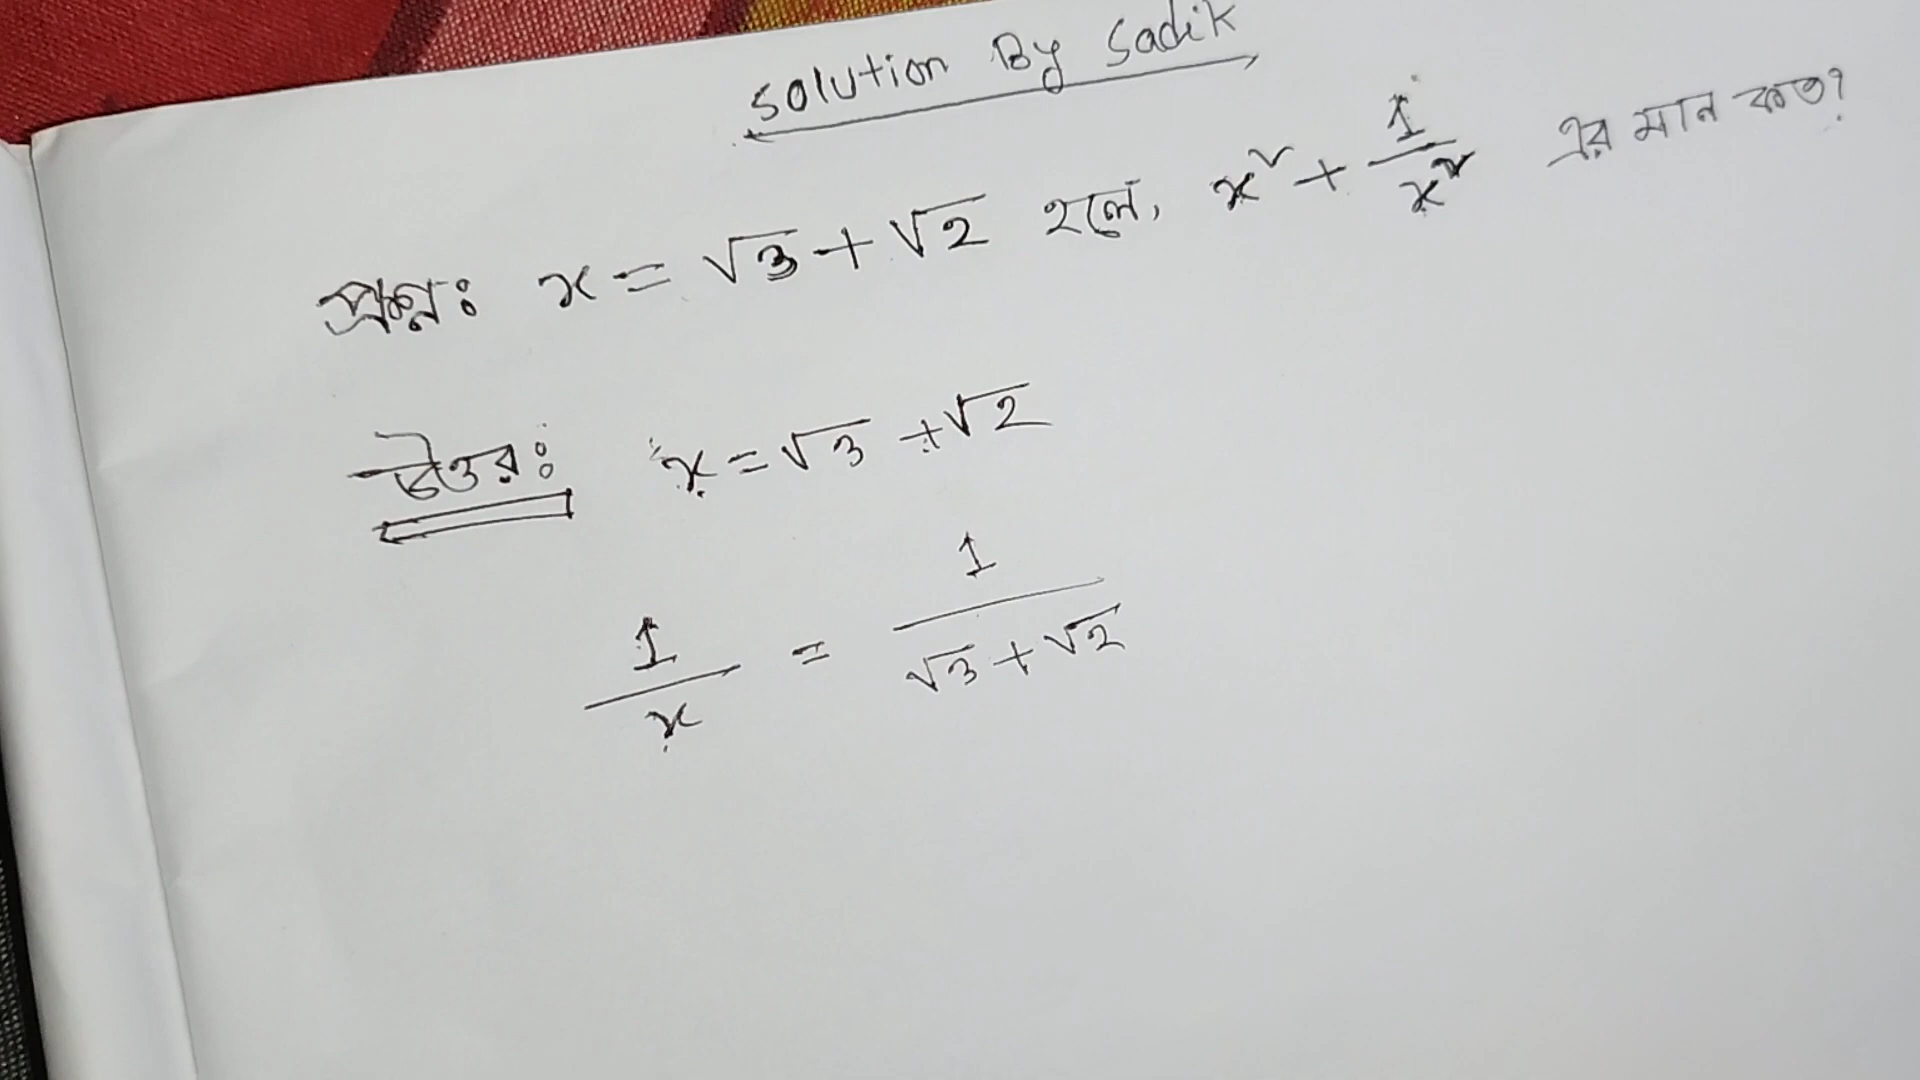 Solution By Sadik
প্রশ্নঃ x = √3 + √2 হলে, x² + 1/x² এর মান কত?
উত্তরঃ x = √3 + √2
1/x = 1/(√3 + √2)